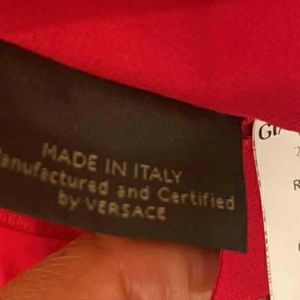 MADE IN ITALY
Manufactured and Certified
by VERSACE